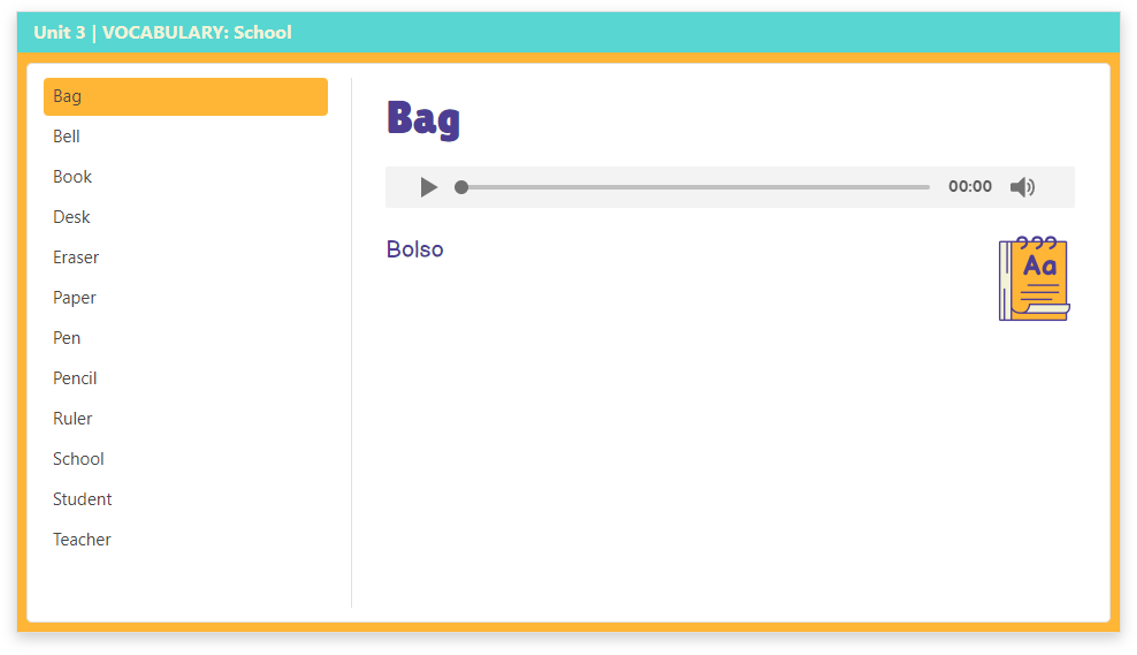 Unit 3 | VOCABULARY: School
Bag
Bell
Book
Desk
Eraser
Paper
Pen
Pencil
Ruler
School
Student
Teacher
Bag
00:00
Bolso
Aa